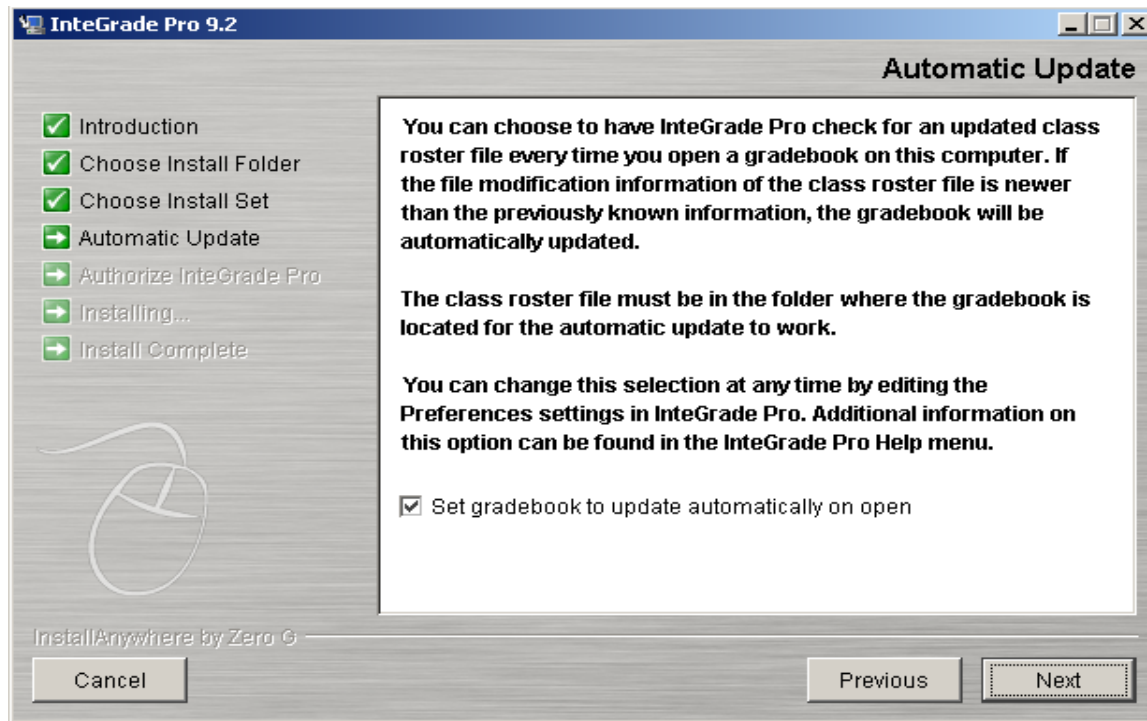 InteGrade Pro 9.2
Automatic Update
Introduction
Choose Install Folder
Choose Install Set
Automatic Update
Authorize InteGrade Pro
Installing...
Install Complete
You can choose to have InteGrade Pro check for an updated class
roster file every time you open a gradebook on this computer. If
the file modification information of the class roster file is newer
than the previously known information, the gradebook will be
automatically updated.
The class roster file must be in the folder where the gradebook is
located for the automatic update to work.
You can change this selection at any time by editing the
Preferences settings in InteGrade Pro. Additional information on
this option can be found in the InteGrade Pro Help menu.
Set gradebook to update automatically on open
InstallAnywhere by Zero G
Cancel
Previous
Next